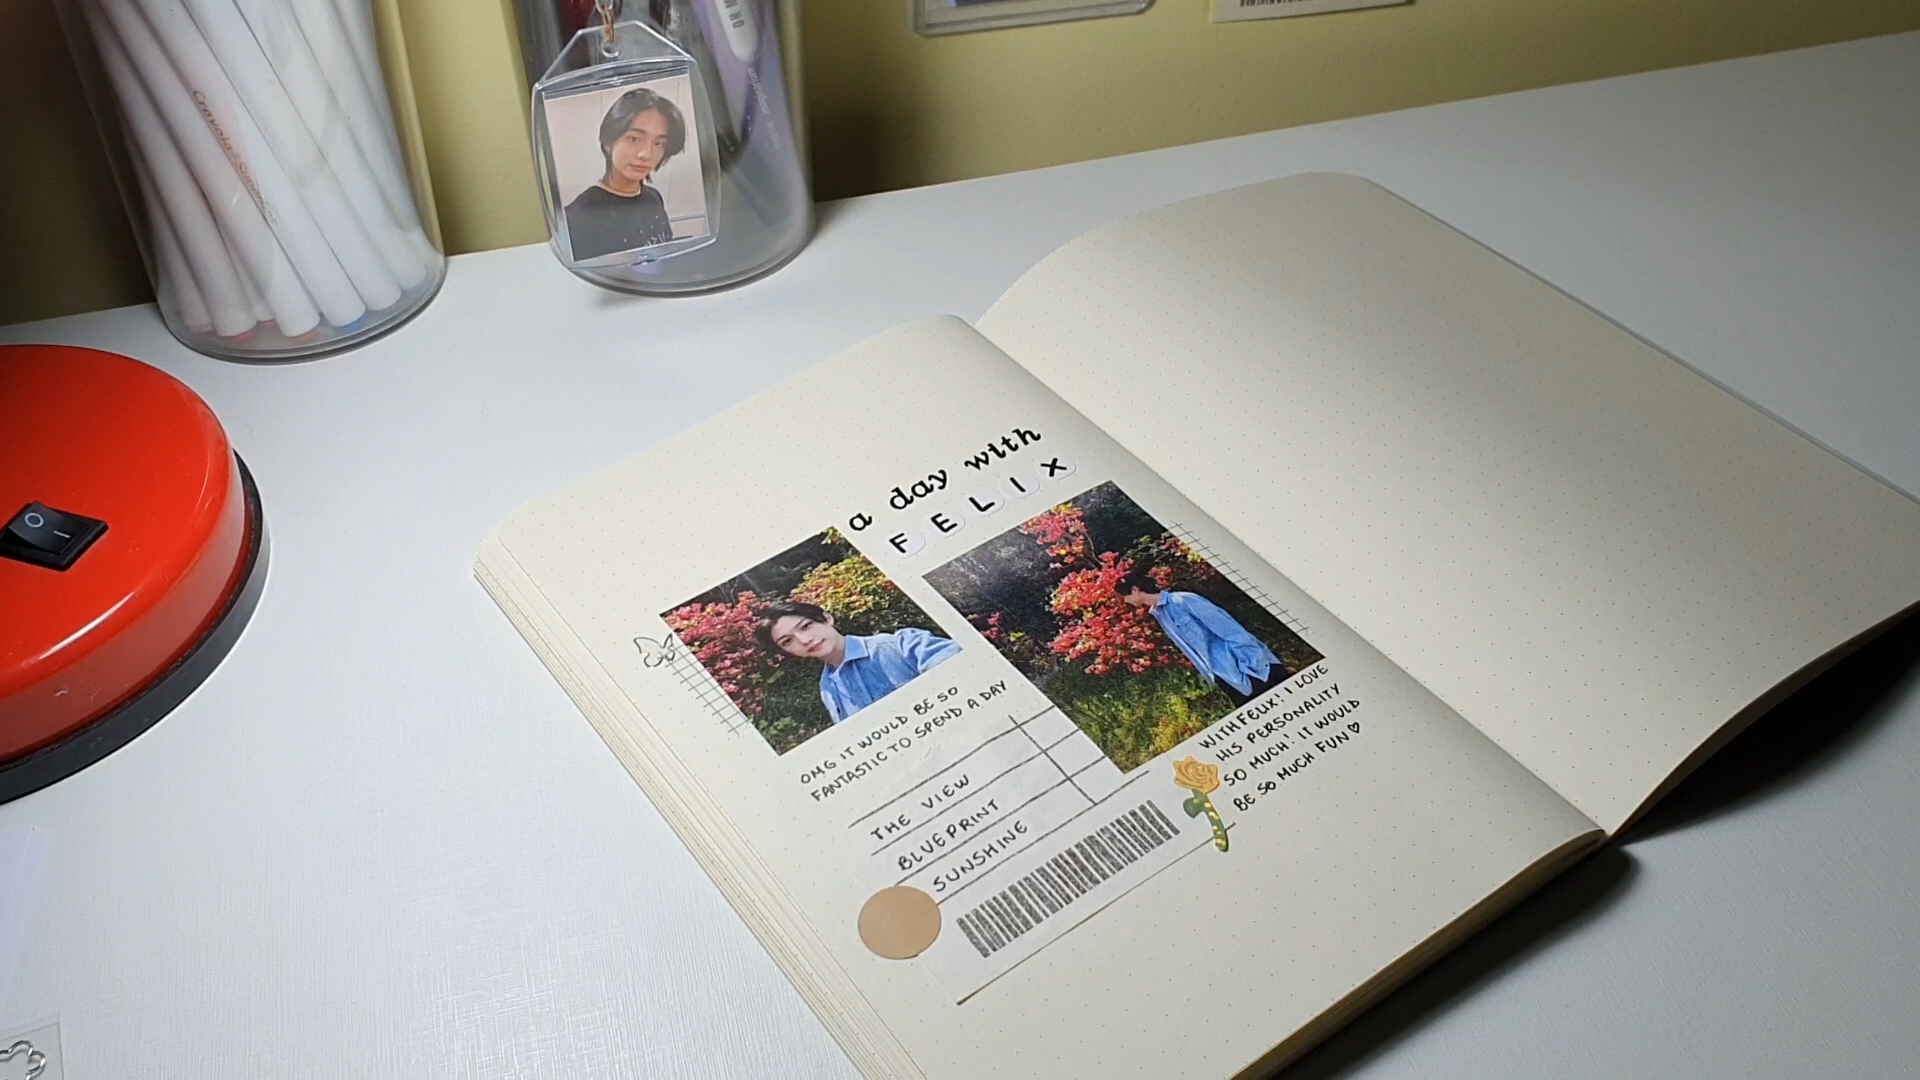 Crayola
a day with
FELIX
OMG IT WOULD BE SO
FANTASTIC TO SPEND A DAY
WITH FELIX! I LOVE
HIS PERSONALITY
SO MUCH! IT WOULD
BE SO MUCH FUN ♡
THE VIEW
BLUEPRINT
SUNSHINE